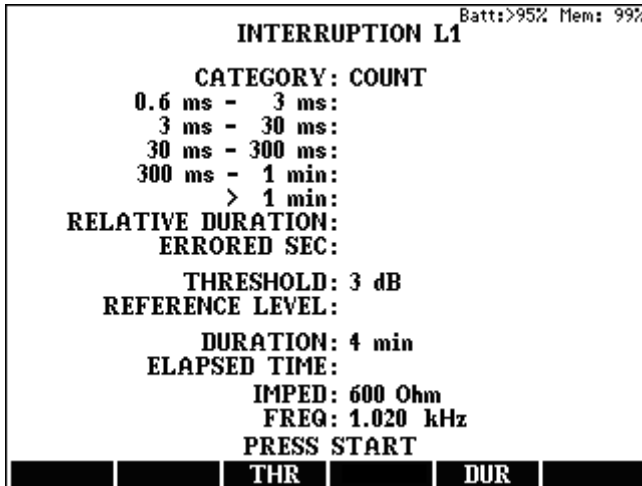 Batt:>95% Mem: 99%
INTERRUPTION L1
CATEGORY: COUNT
0.6 ms - 3 ms:
3 ms - 30 ms:
30 ms - 300 ms:
300 ms - 1 min:
> 1 min:
RELATIVE DURATION:
ERRORED SEC:
THRESHOLD: 3 dB
REFERENCE LEVEL:
DURATION: 4 min
ELAPSED TIME:
IMPED: 600 Ohm
FREQ: 1.020 kHz
PRESS START
THR DUR